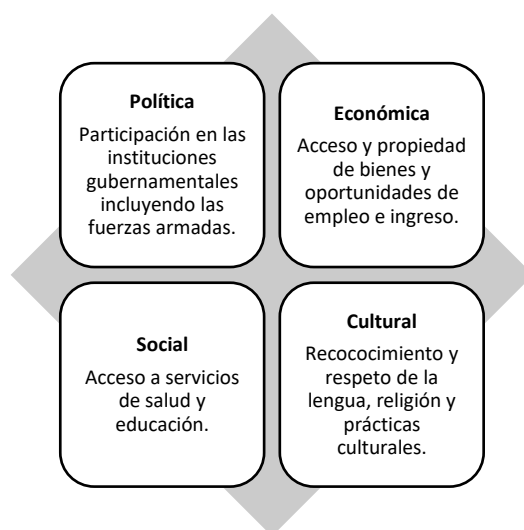 Política
Participación en las
instituciones
gubernamentales
incluyendo las
fuerzas armadas.
Económica
Acceso y propiedad
de bienes y
oportunidades de
empleo e ingreso.
Social
Acceso a servicios
de salud y
educación.
Cultural
Recococimiento y
respeto de la
lengua, religión y
prácticas
culturales.